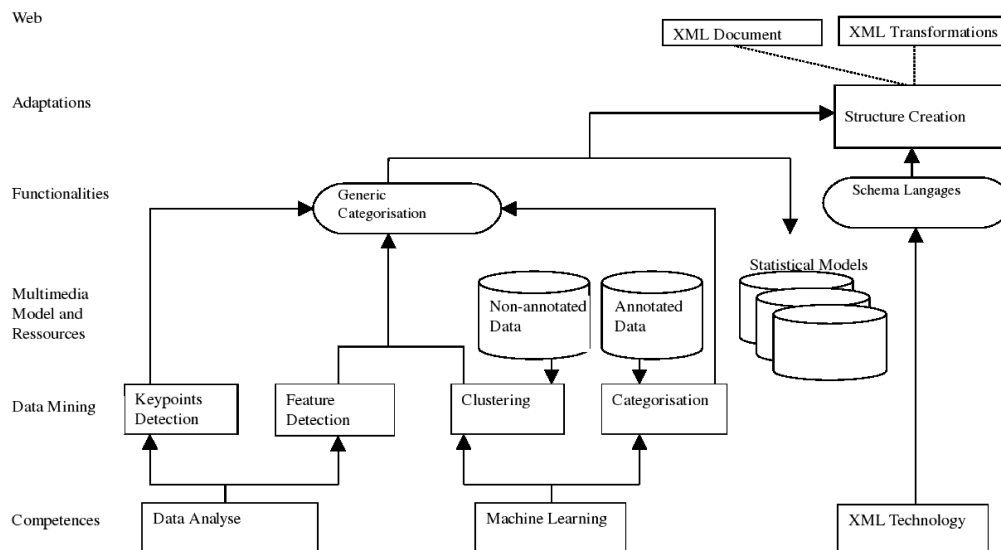 Web
XML Document
XML Transformations
Adaptations
Structure Creation
Functionalities
Generic
Categorisation
Schema Langages
Statistical Models
Multimedia
Model and
Ressources
Non-annotated
Data
Annotated
Data
Data Mining
Keypoints
Detection
Feature
Detection
Clustering
Categorisation
Competences
Data Analyse
Machine Learning
XML Technology